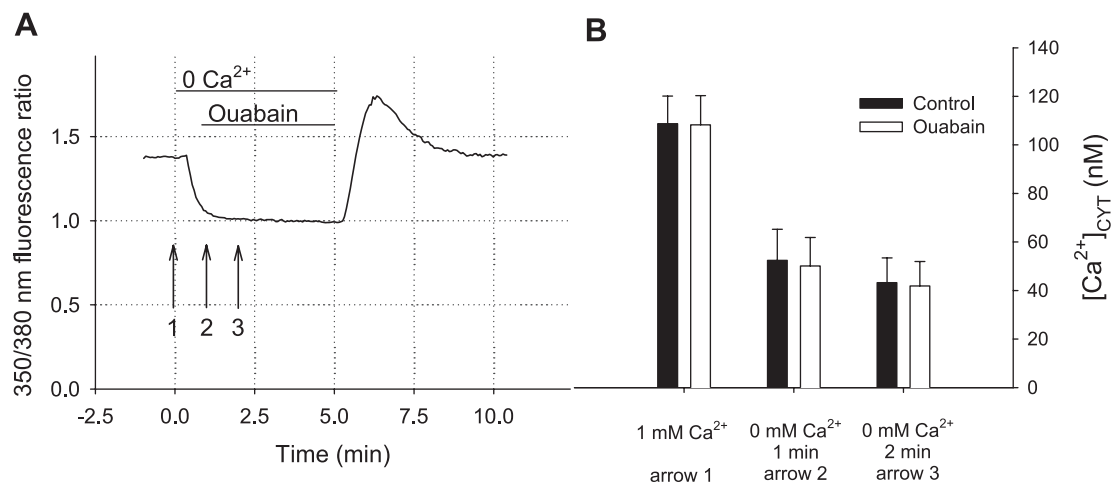 A
350/380 nm fluorescence ratio
0 Ca²⁺
Ouabain
1.5
1.0
0.5
0.0
1 2 3
-2.5 0.0 2.5 5.0 7.5 10.0
Time (min)
B
Control
Ouabain
140
120
100
80
60
40
20
0
[Ca²⁺]CYT (nM)
1 mM Ca²⁺
arrow 1
0 mM Ca²⁺
1 min
arrow 2
0 mM Ca²⁺
2 min
arrow 3